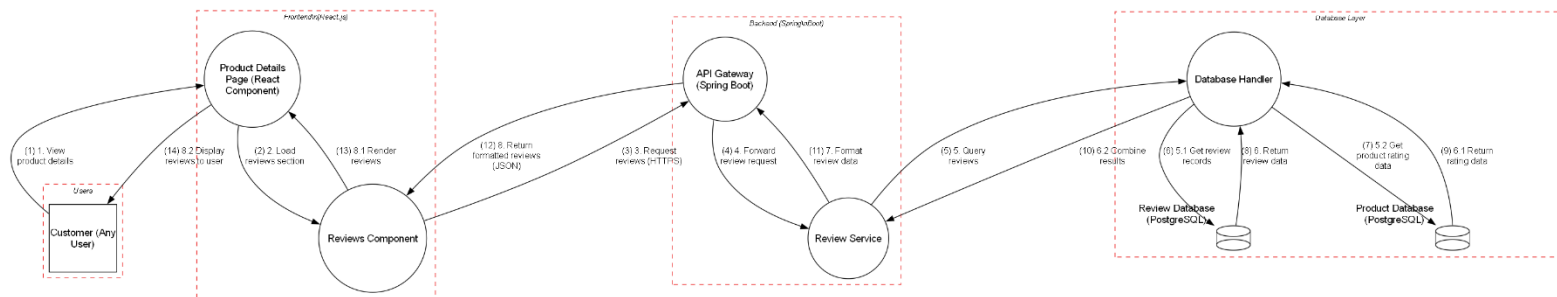 Frontend\n(React.js)
Product Details
Page (React
Component)
(1) 1. View
product details
(14) 8.2 Display
reviews to user
(2) 2. Load
reviews section
(13) 8.1 Render
reviews
Users
Customer (Any
User)
Reviews Component
(12) 8. Return
formatted reviews
(JSON)
(3) 3. Request
reviews (HTTPS)
Backend (Spring\nBoot)
API Gateway
(Spring Boot)
(4) 4. Forward
review request
(11) 7. Format
review data
Review Service
(5) 5. Query
reviews
(10) 6.2 Combine
results
Database Layer
Database Handler
(6) 5.1 Get review
records
(8) 6. Return
review data
(7) 5.2 Get
product rating
data
(9) 6.1 Return
rating data
Review Database
(PostgreSQL)
Product Database
(PostgreSQL)